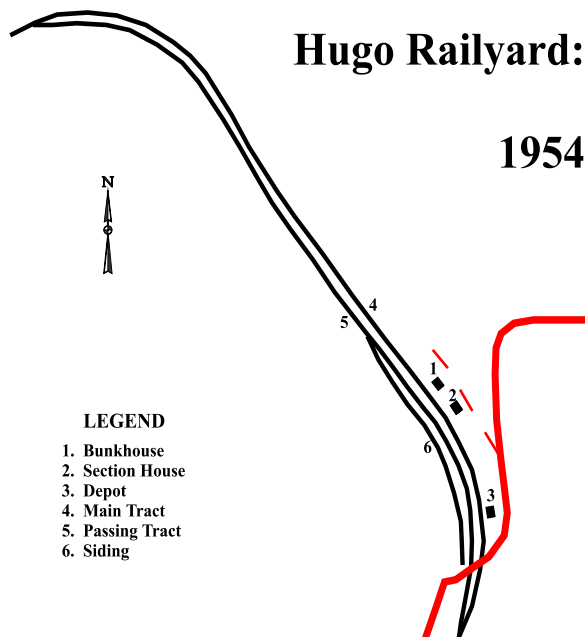 Hugo Railyard:
1954
N
4
5
1
2
6
3
LEGEND
1. Bunkhouse
2. Section House
3. Depot
4. Main Tract
5. Passing Tract
6. Siding